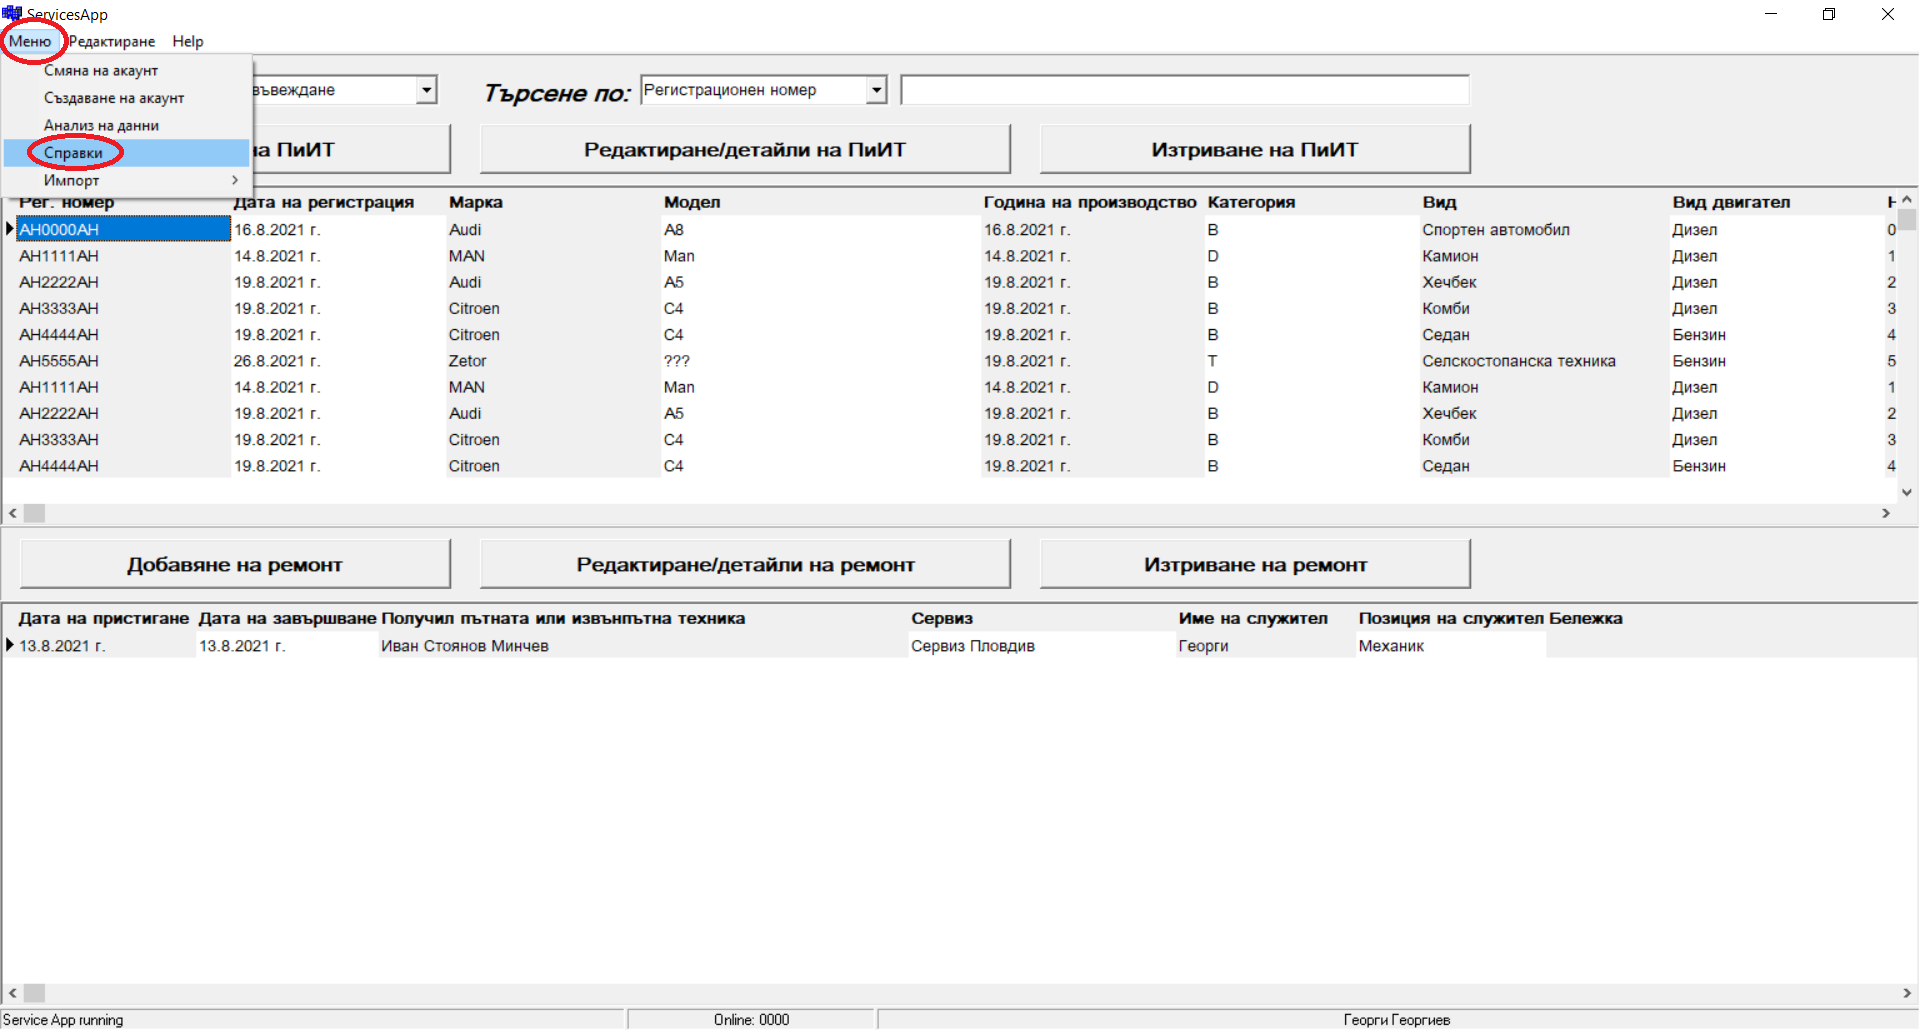 ServicesApp
Меню Редактиране Help
Смяна на акаунт
Създаване на акаунт
Анализ на данни
Справки
Импорт
въвеждане Търсене по: Регистрационен номер
на ПиИТ Редактиране/детайли на ПиИТ Изтриване на ПиИТ
Рег. номер Дата на регистрация Марка Модел Година на производство Категория Вид Вид двигател
AH0000AH 16.8.2021 г. Audi A8 16.8.2021 г. B Спортен автомобил Дизел 0
AH1111AH 14.8.2021 г. MAN Man 14.8.2021 г. D Камион Дизел 1
AH2222AH 19.8.2021 г. Audi A5 19.8.2021 г. B Хечбек Дизел 2
AH3333AH 19.8.2021 г. Citroen C4 19.8.2021 г. B Комби Дизел 3
AH4444AH 19.8.2021 г. Citroen C4 19.8.2021 г. B Седан Бензин 4
AH5555AH 26.8.2021 г. Zetor ??? 19.8.2021 г. T Селскостопанска техника Бензин 5
AH1111AH 14.8.2021 г. MAN Man 14.8.2021 г. D Камион Дизел 1
AH2222AH 19.8.2021 г. Audi A5 19.8.2021 г. B Хечбек Дизел 2
AH3333AH 19.8.2021 г. Citroen C4 19.8.2021 г. B Комби Дизел 3
AH4444AH 19.8.2021 г. Citroen C4 19.8.2021 г. B Седан Бензин 4
Добавяне на ремонт Редактиране/детайли на ремонт Изтриване на ремонт
Дата на пристигане Дата на завършване Получил пътната или извънпътна техника Сервиз Име на служител Позиция на служител Бележка
13.8.2021 г. 13.8.2021 г. Иван Стоянов Минчев Сервиз Пловдив Георги Механик
Service App running Online: 0000 Георги Георгиев